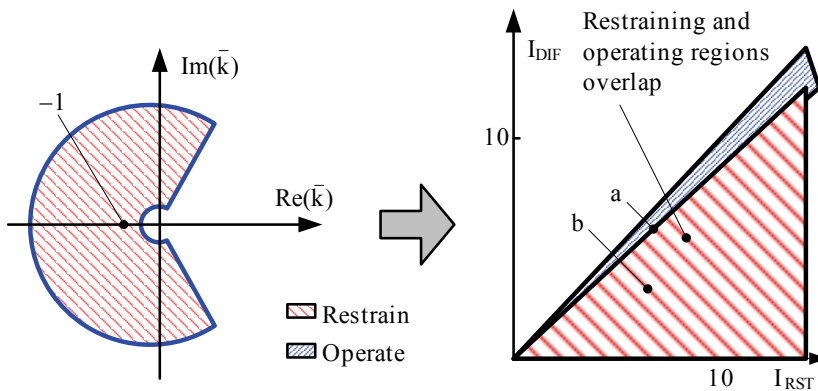 Im(k̄)
−1
Re(k̄)
Restrain
Operate
Restraining and
operating regions
overlap
I_DIF
10
a
b
10
I_RST